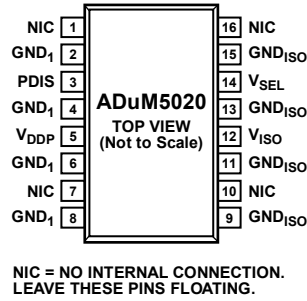 NIC 1 16 NIC
GND1 2 15 GNDISO
PDIS 3 14 VSEL
GND1 4 ADuM5020 13 GNDISO
VDDP 5 TOP VIEW 12 VISO
(Not to Scale)
GND1 6 11 GNDISO
NIC 7 10 NIC
GND1 8 9 GNDISO
NIC = NO INTERNAL CONNECTION.
LEAVE THESE PINS FLOATING.